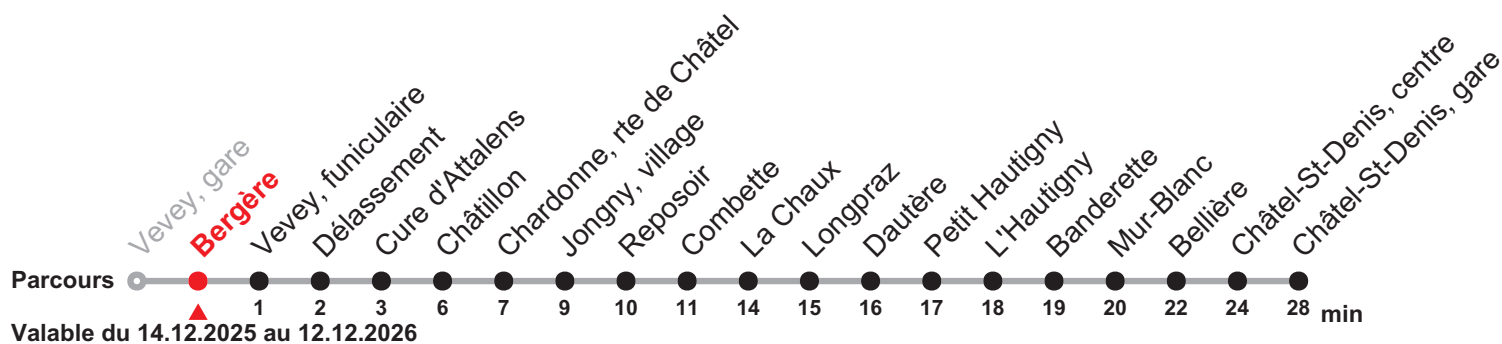 Vevey, gare
Bergère
Vevey, funiculaire
Délassement
Cure d'Attalens
Châtillon
Chardonne, rte de Châtel
Jongny, village
Reposoir
Combette
La Chaux
Longpraz
Dautère
Petit Hautigny
L'Hautigny
Banderette
Mur-Blanc
Bellière
Châtel-St-Denis, centre
Châtel-St-Denis, gare
Parcours
1 2 3 6 7 9 10 11 14 15 16 17 18 19 20 22 24 28 min
Valable du 14.12.2025 au 12.12.2026